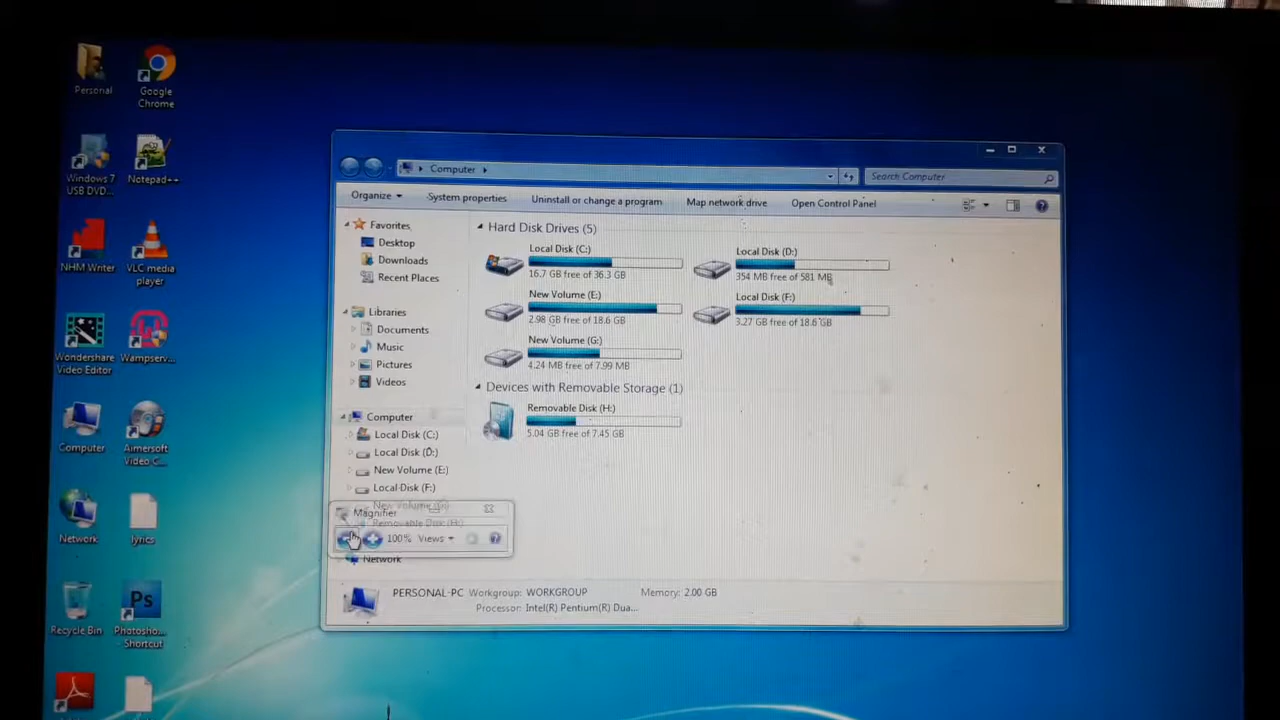 Personal
Google
Chrome
Windows 7
USB DVD...
Notepad++
NHM Writer
VLC media
player
Wondershare
Video Editor
Wampserv...
Computer
Aimersoft
Video C...
Network
lyrics
Recycle Bin
Ps
Photosho...
- Shortcut
Computer
Search Computer
Organize
System properties
Uninstall or change a program
Map network drive
Open Control Panel
Favorites
Desktop
Downloads
Recent Places
Libraries
Documents
Music
Pictures
Videos
Computer
Local Disk (C:)
Local Disk (D:)
New Volume (E:)
Local Disk (F:)
New Volume (G:)
Removable Disk (H:)
Network
Magnifier
100% Views
Hard Disk Drives (5)
Local Disk (C:)
16.7 GB free of 36.3 GB
Local Disk (D:)
354 MB free of 581 MB
New Volume (E:)
2.98 GB free of 18.6 GB
Local Disk (F:)
3.27 GB free of 18.6 GB
New Volume (G:)
4.24 MB free of 7.99 MB
Devices with Removable Storage (1)
Removable Disk (H:)
5.04 GB free of 7.45 GB
PERSONAL-PC Workgroup: WORKGROUP Memory: 2.00 GB
Processor: Intel(R) Pentium(R) Dua...